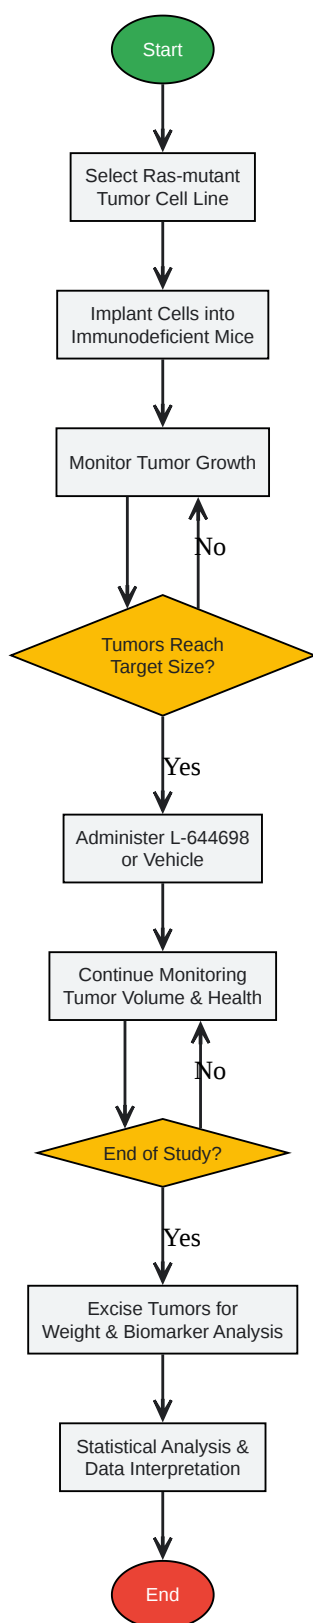 Start
Select Ras-mutant
Tumor Cell Line
Implant Cells into
Immunodeficient Mice
Monitor Tumor Growth
No
Tumors Reach
Target Size?
Yes
Administer L-644698
or Vehicle
Continue Monitoring
Tumor Volume & Health
No
End of Study?
Yes
Excise Tumors for
Weight & Biomarker Analysis
Statistical Analysis &
Data Interpretation
End